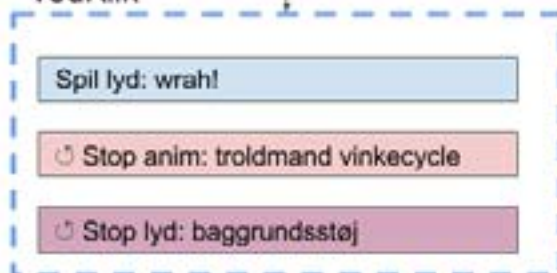 Spil lyd: wrah!
↺ Stop anim: troldmand vinkecycle
↺ Stop lyd: baggrundsstøj